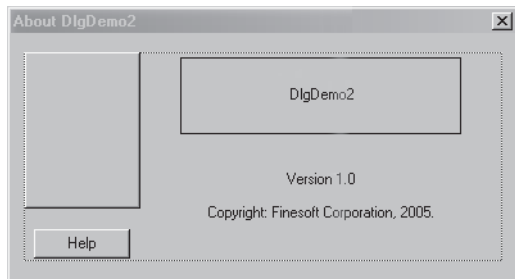 About DlgDemo2
DlgDemo2
Version 1.0
Copyright: Finesoft Corporation, 2005.
Help